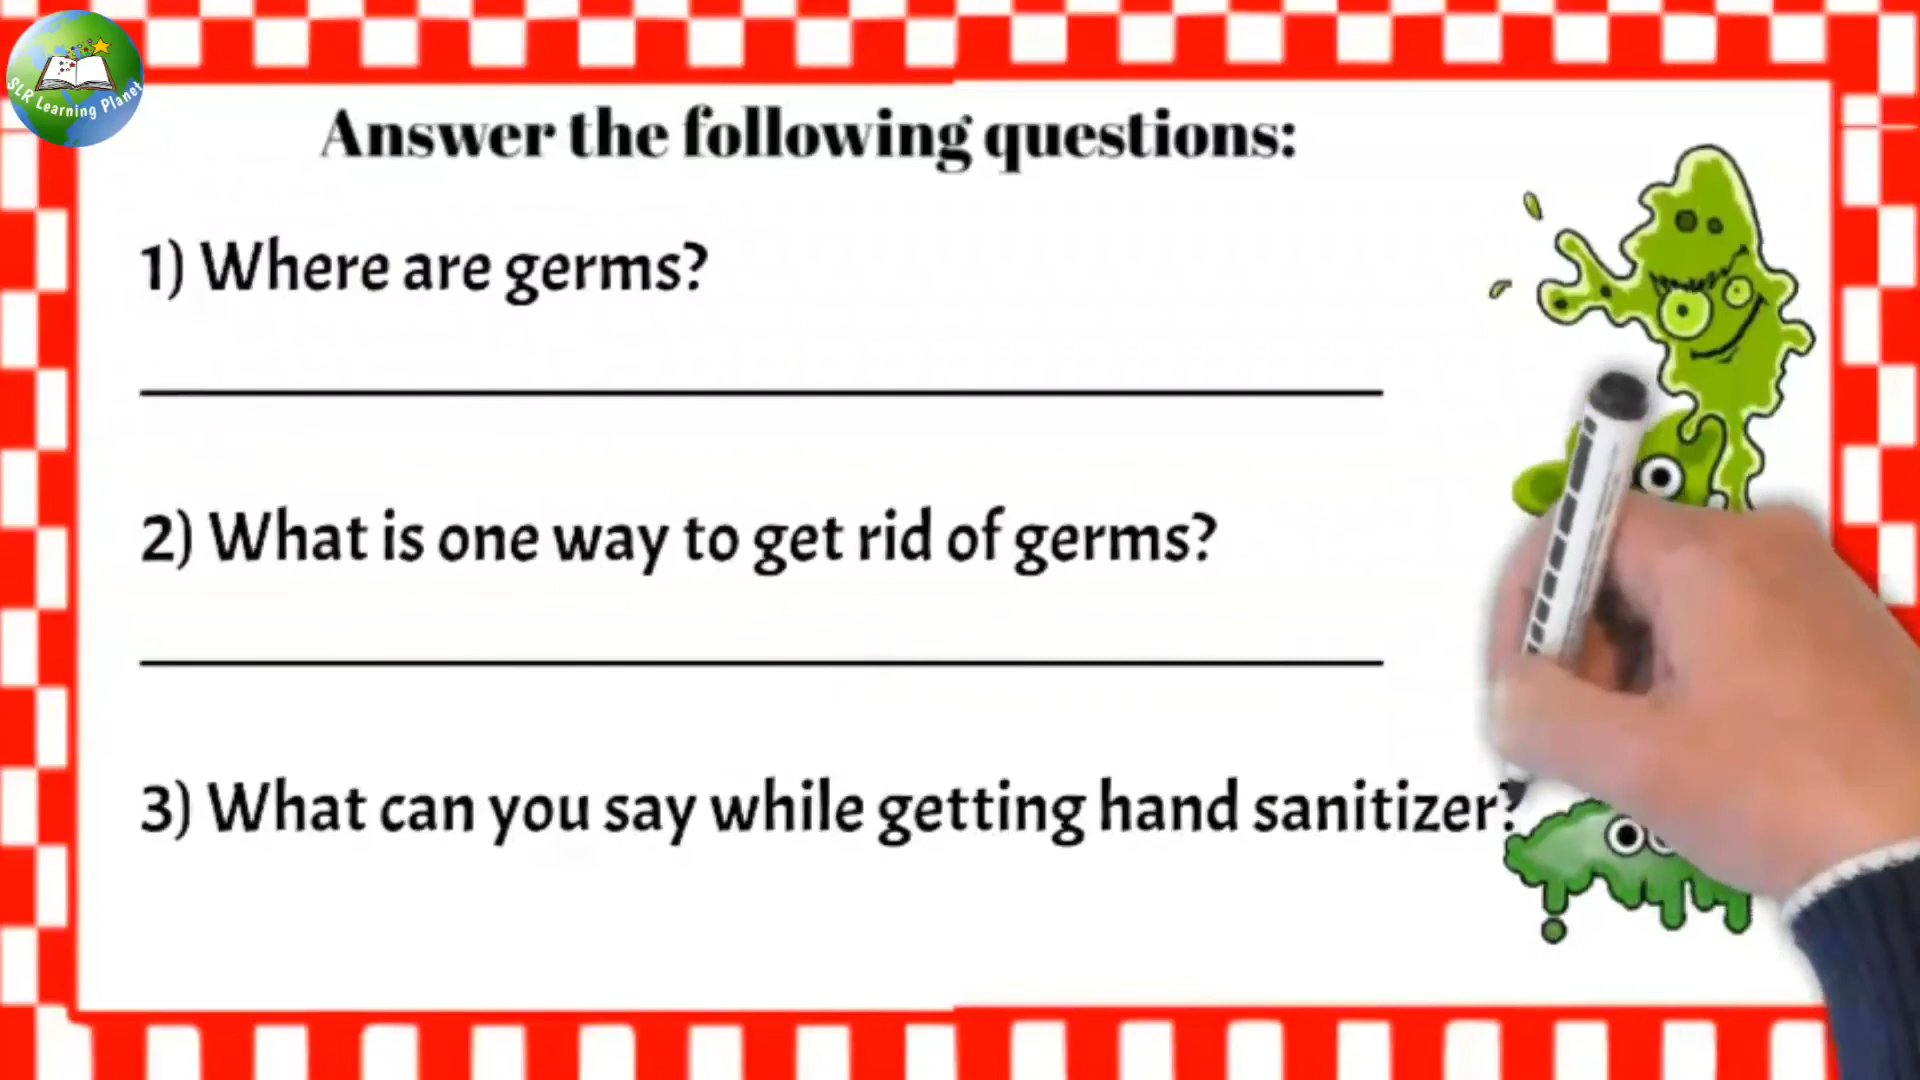 SLR Learning Planet
Answer the following questions:
1) Where are germs?
2) What is one way to get rid of germs?
3) What can you say while getting hand sanitizer?